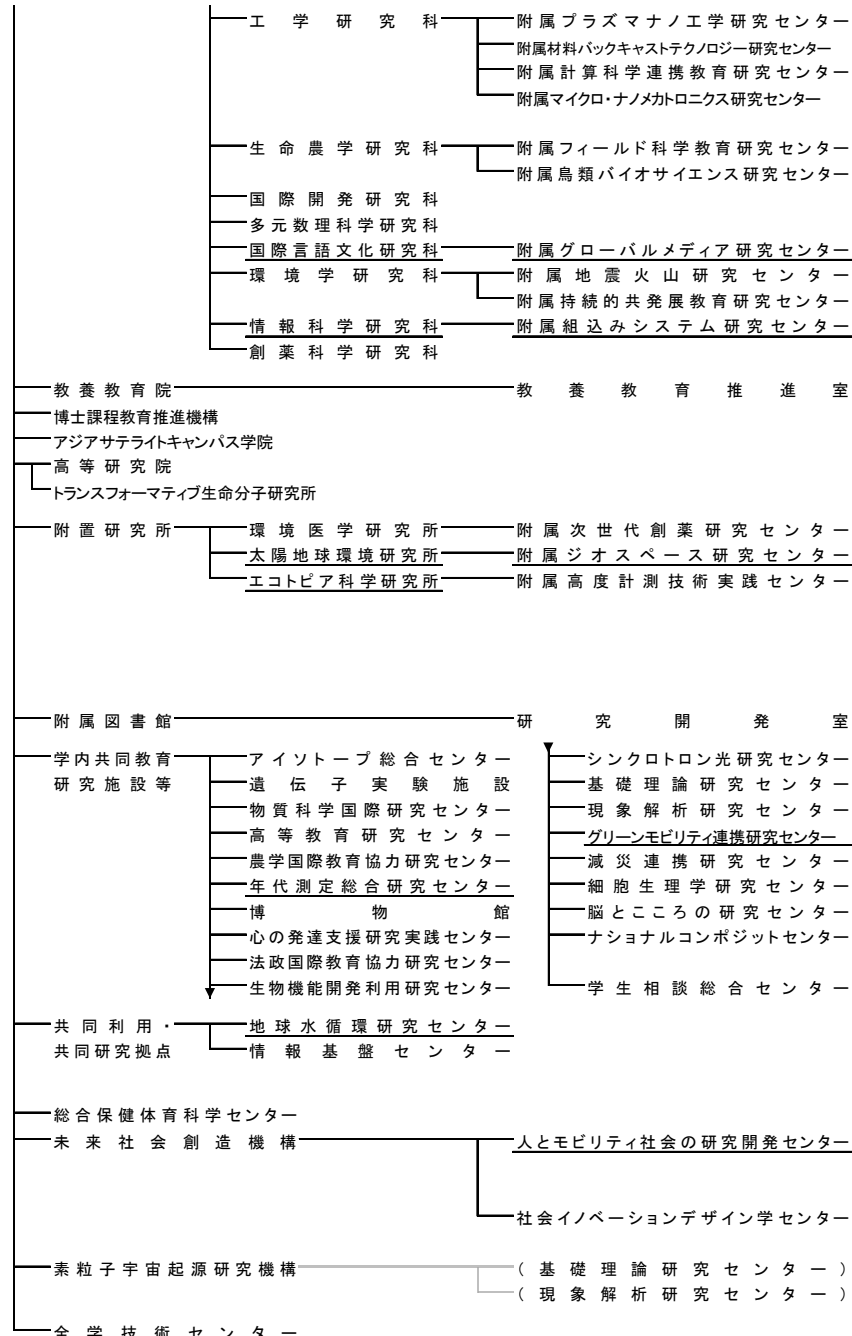 工学研究科 附属プラズマナノ工学研究センター
附属材料バックキャストテクノロジー研究センター
附属計算科学連携教育研究センター
附属マイクロ・ナノメカトロニクス研究センター
生命農学研究科 附属フィールド科学教育研究センター
附属鳥類バイオサイエンス研究センター
国際開発研究科
多元数理科学研究科
国際言語文化研究科 附属グローバルメディア研究センター
環境学研究科 附属地震火山研究センター
附属持続的共発展教育研究センター
情報科学研究科 附属組込みシステム研究センター
創薬科学研究科
教養教育院 教養教育推進室
博士課程教育推進機構
アジアサテライトキャンパス学院
高等研究院
トランスフォーマティブ生命分子研究所
附置研究所 環境医学研究所 附属次世代創薬研究センター
太陽地球環境研究所 附属ジオスペース研究センター
エコトピア科学研究所 附属高度計測技術実践センター
附属図書館 研究開発室
学内共同教育 アイソトープ総合センター シンクロトロン光研究センター
研究施設等 遺伝子実験施設 基礎理論研究センター
物質科学国際研究センター 現象解析研究センター
高等教育研究センター グリーンモビリティ連携研究センター
農学国際教育協力研究センター 減災連携研究センター
年代測定総合研究センター 細胞生理学研究センター
博物館 脳とこころの研究センター
心の発達支援研究実践センター ナショナルコンポジットセンター
法政国際教育協力研究センター
生物機能開発利用研究センター 学生相談総合センター
共同利用・ 地球水循環研究センター
共同研究拠点 情報基盤センター
総合保健体育科学センター
未来社会創造機構 人とモビリティ社会の研究開発センター
社会イノベーションデザイン学センター
素粒子宇宙起源研究機構 (基礎理論研究センター)
(現象解析研究センター)
全学技術センター